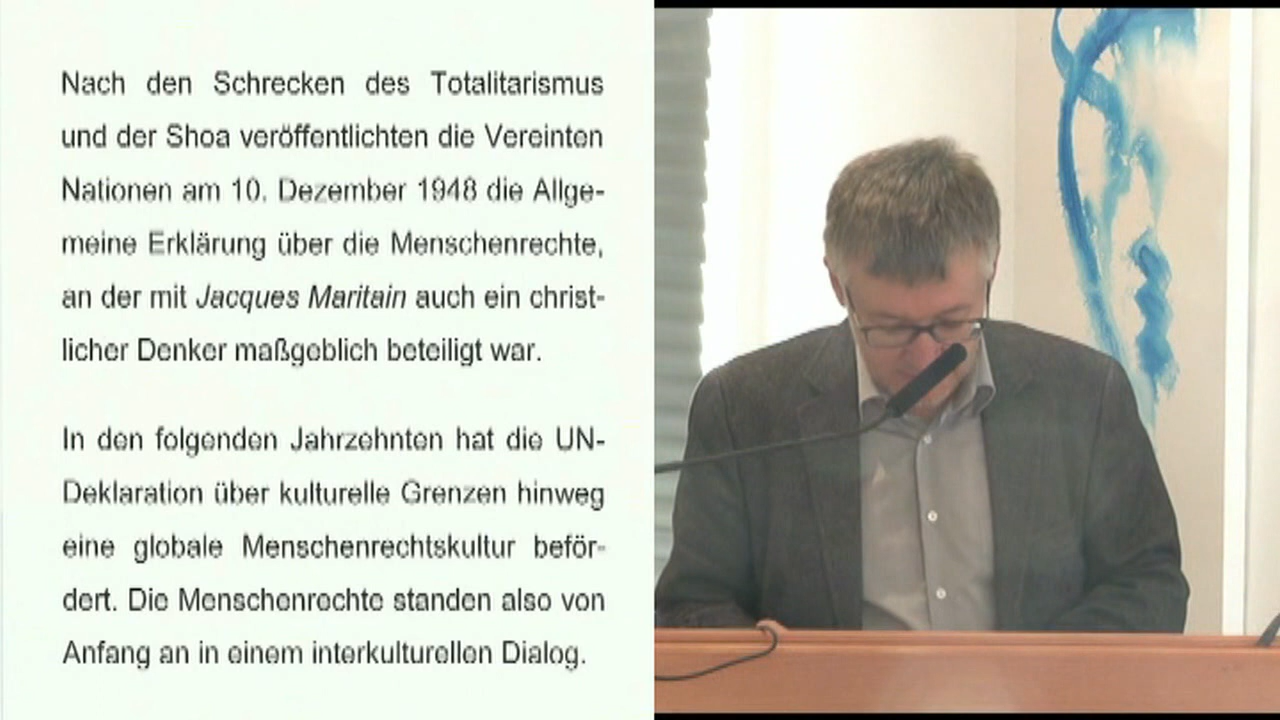 Nach den Schrecken des Totalitarismus
und der Shoa veröffentlichten die Vereinten
Nationen am 10. Dezember 1948 die Allge-
meine Erklärung über die Menschenrechte,
an der mit Jacques Maritain auch ein christ-
licher Denker maßgeblich beteiligt war.
In den folgenden Jahrzehnten hat die UN-
Deklaration über kulturelle Grenzen hinweg
eine globale Menschenrechtskultur beför-
dert. Die Menschenrechte standen also von
Anfang an in einem interkulturellen Dialog.